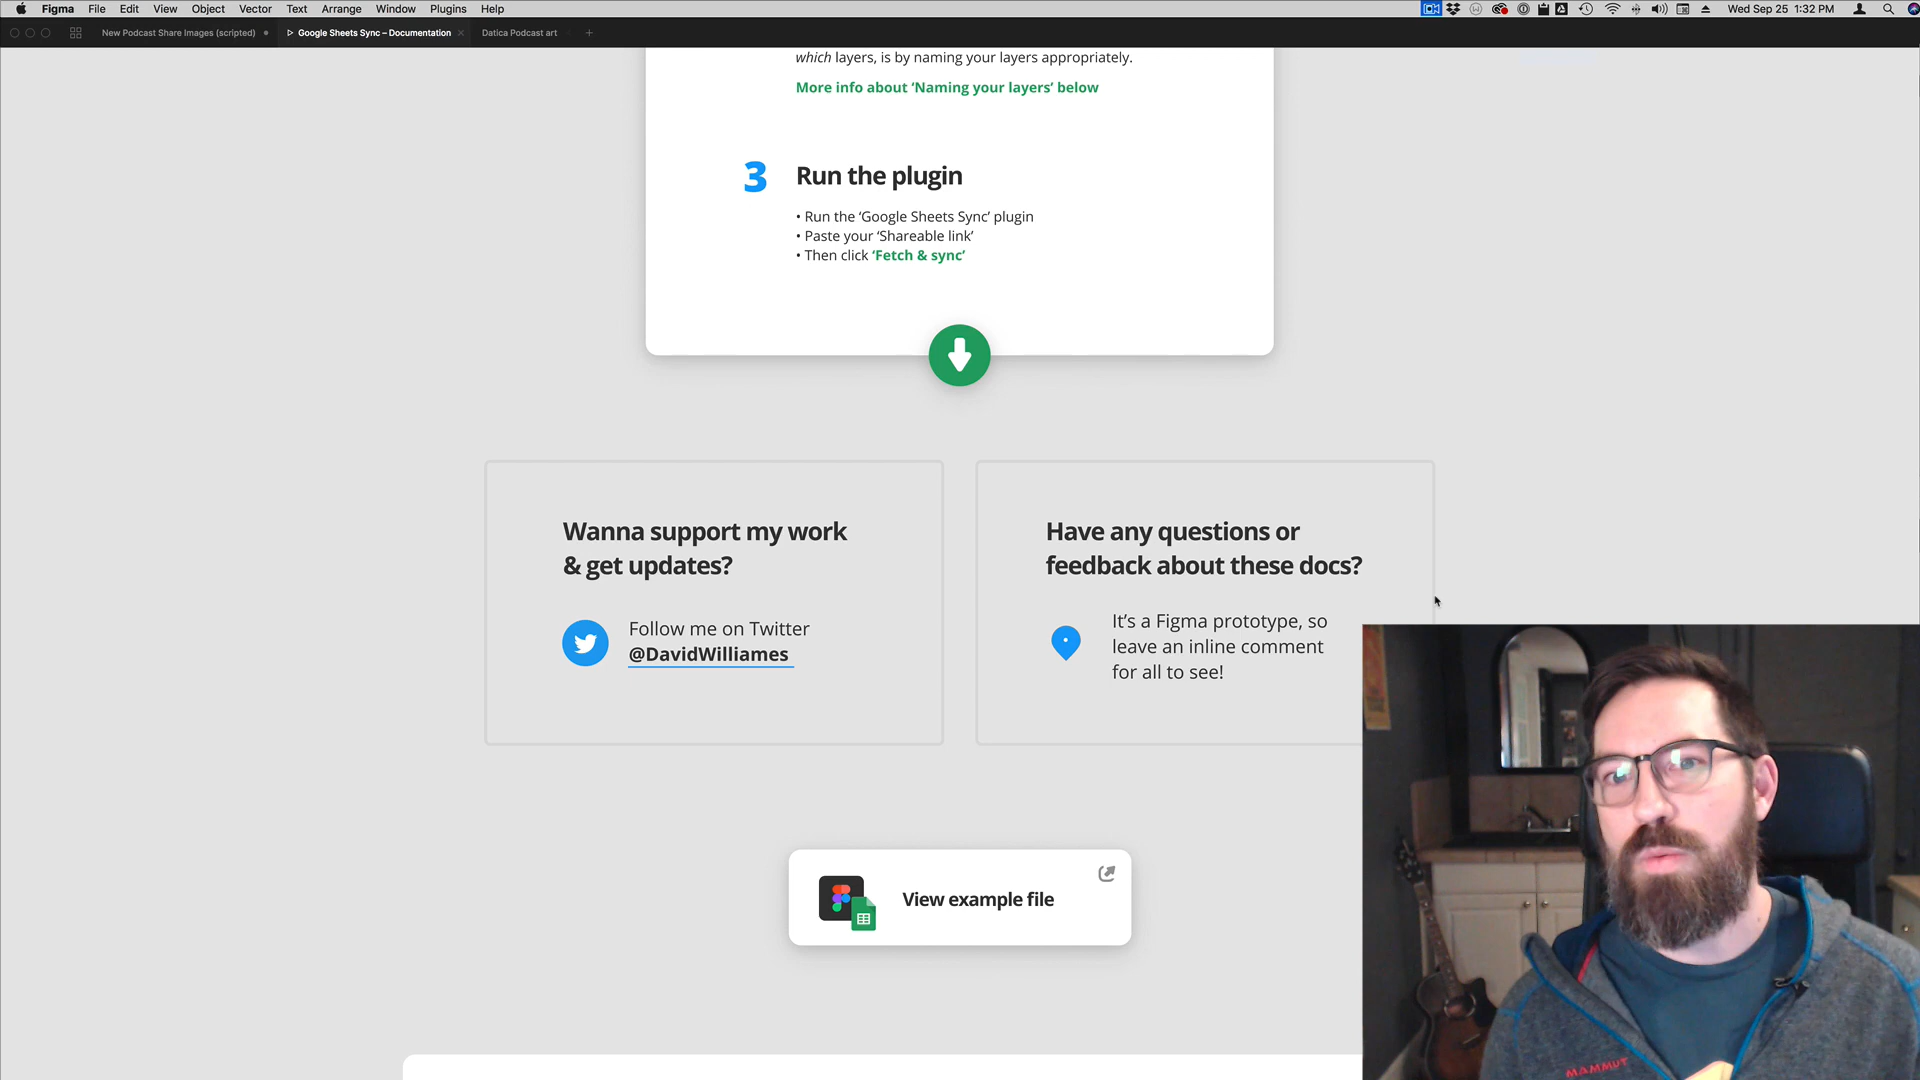 Figma File Edit View Object Vector Text Arrange Window Plugins Help
Wed Sep 25 1:32 PM
New Podcast Share Images (scripted)
Google Sheets Sync – Documentation
Datica Podcast art
which layers, is by naming your layers appropriately.
More info about ‘Naming your layers’ below
3 Run the plugin
• Run the ‘Google Sheets Sync’ plugin
• Paste your ‘Shareable link’
• Then click ‘Fetch & sync’
Wanna support my work
& get updates?
Follow me on Twitter
@DavidWilliames
Have any questions or
feedback about these docs?
It’s a Figma prototype, so
leave an inline comment
for all to see!
View example file
MAMMUT